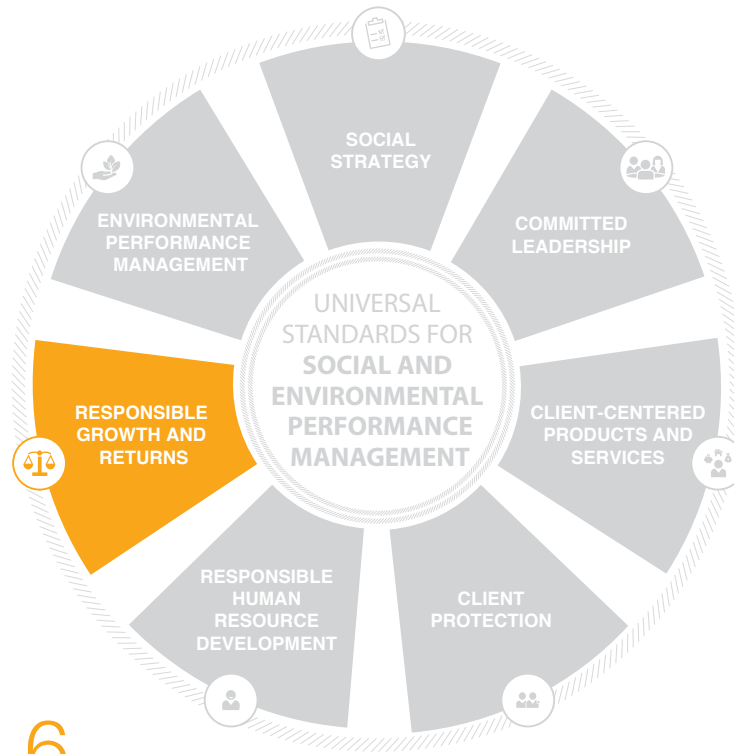 SOCIAL
STRATEGY
COMMITTED
LEADERSHIP
CLIENT-CENTERED
PRODUCTS AND
SERVICES
CLIENT
PROTECTION
RESPONSIBLE
HUMAN
RESOURCE
DEVELOPMENT
RESPONSIBLE
GROWTH AND
RETURNS
ENVIRONMENTAL
PERFORMANCE
MANAGEMENT
UNIVERSAL
STANDARDS FOR
SOCIAL AND
ENVIRONMENTAL
PERFORMANCE
MANAGEMENT
6